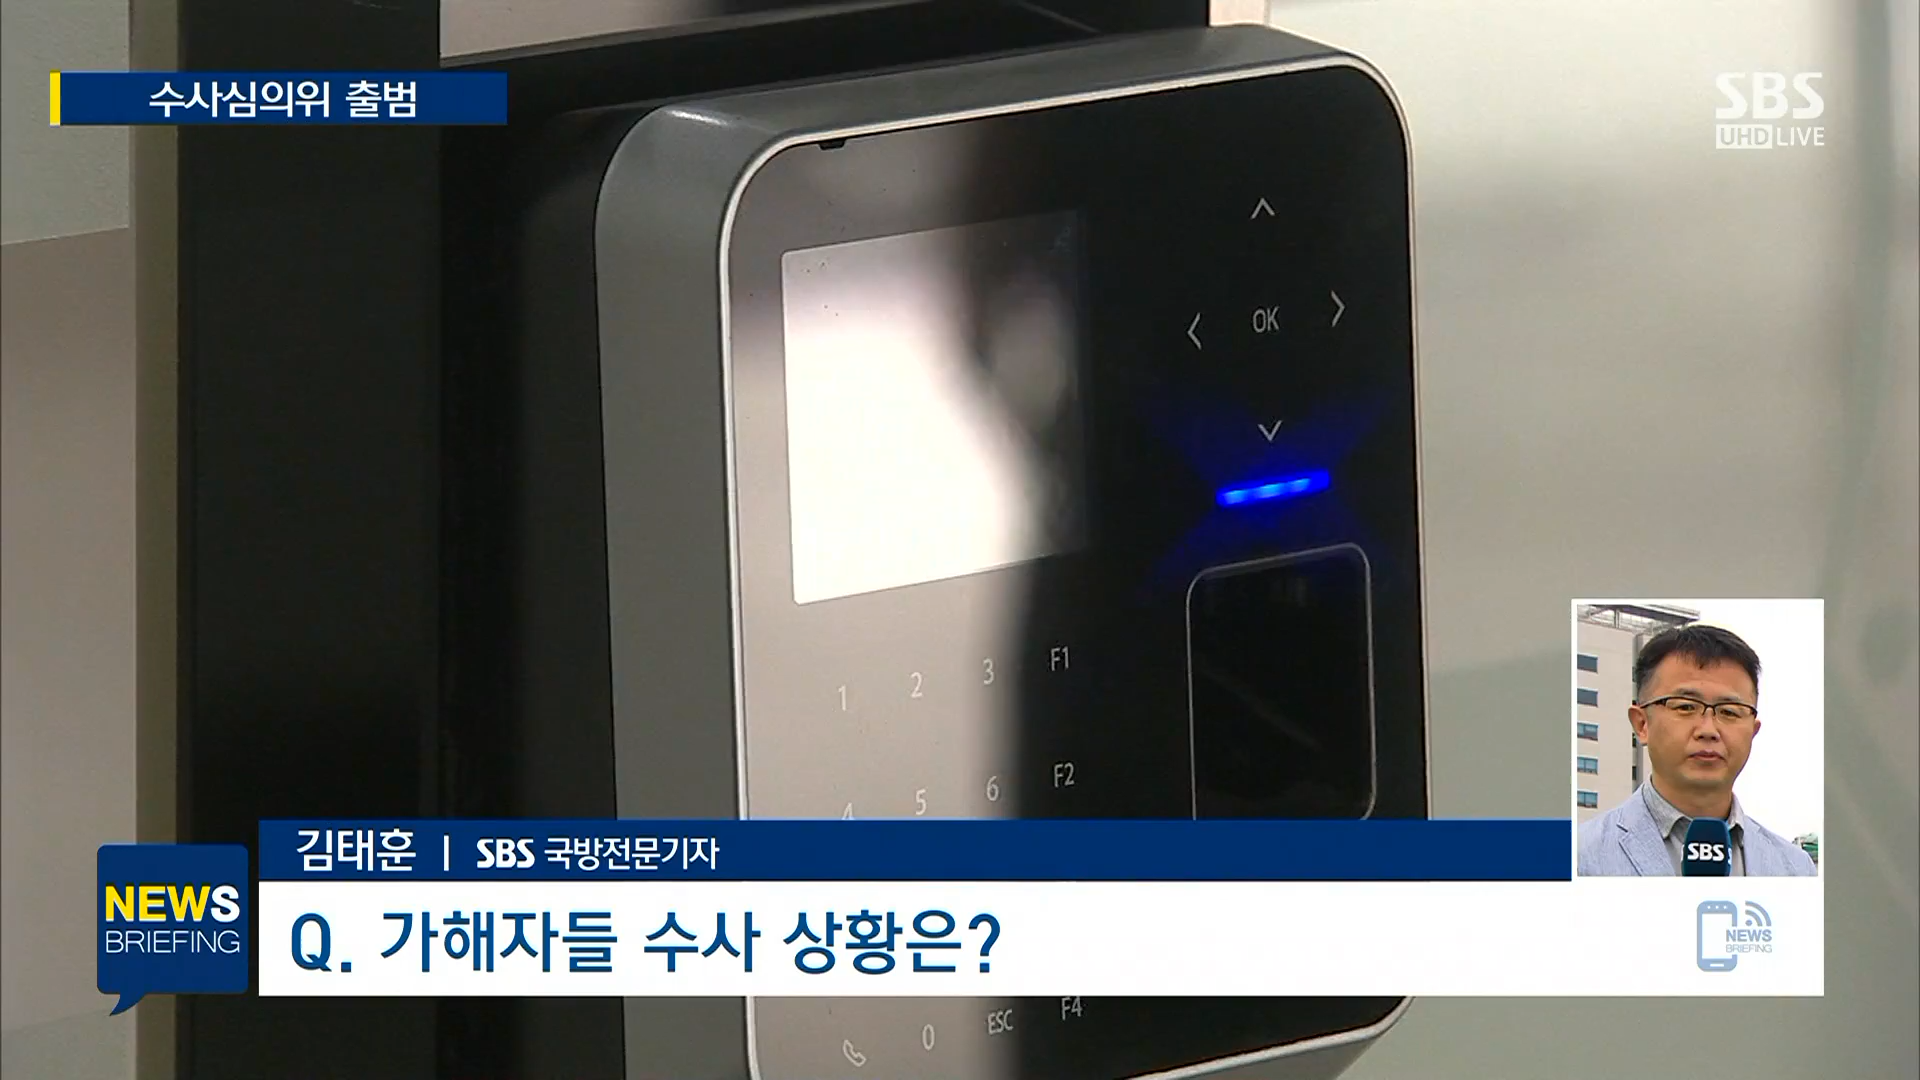 수사심의위 출범
SBS
UHD LIVE
OK
1 2 3 F1
4 5 6 F2
김태훈 | SBS 국방전문기자
SBS
NEWS
BRIEFING
Q. 가해자들 수사 상황은?
NEWS
BRIEFING
0 ESC F4